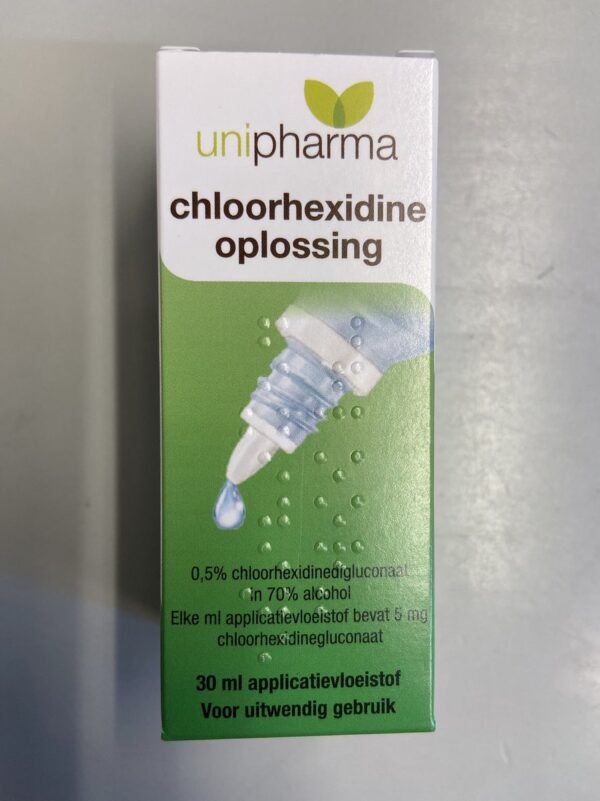 unipharma
chloorhexidine
oplossing
0,5% chloorhexidinedigluconaat
in 70% alcohol
Elke ml applicatievloeistof bevat 5 mg
chloorhexidinegluconaat
30 ml applicatievloeistof
Voor uitwendig gebruik